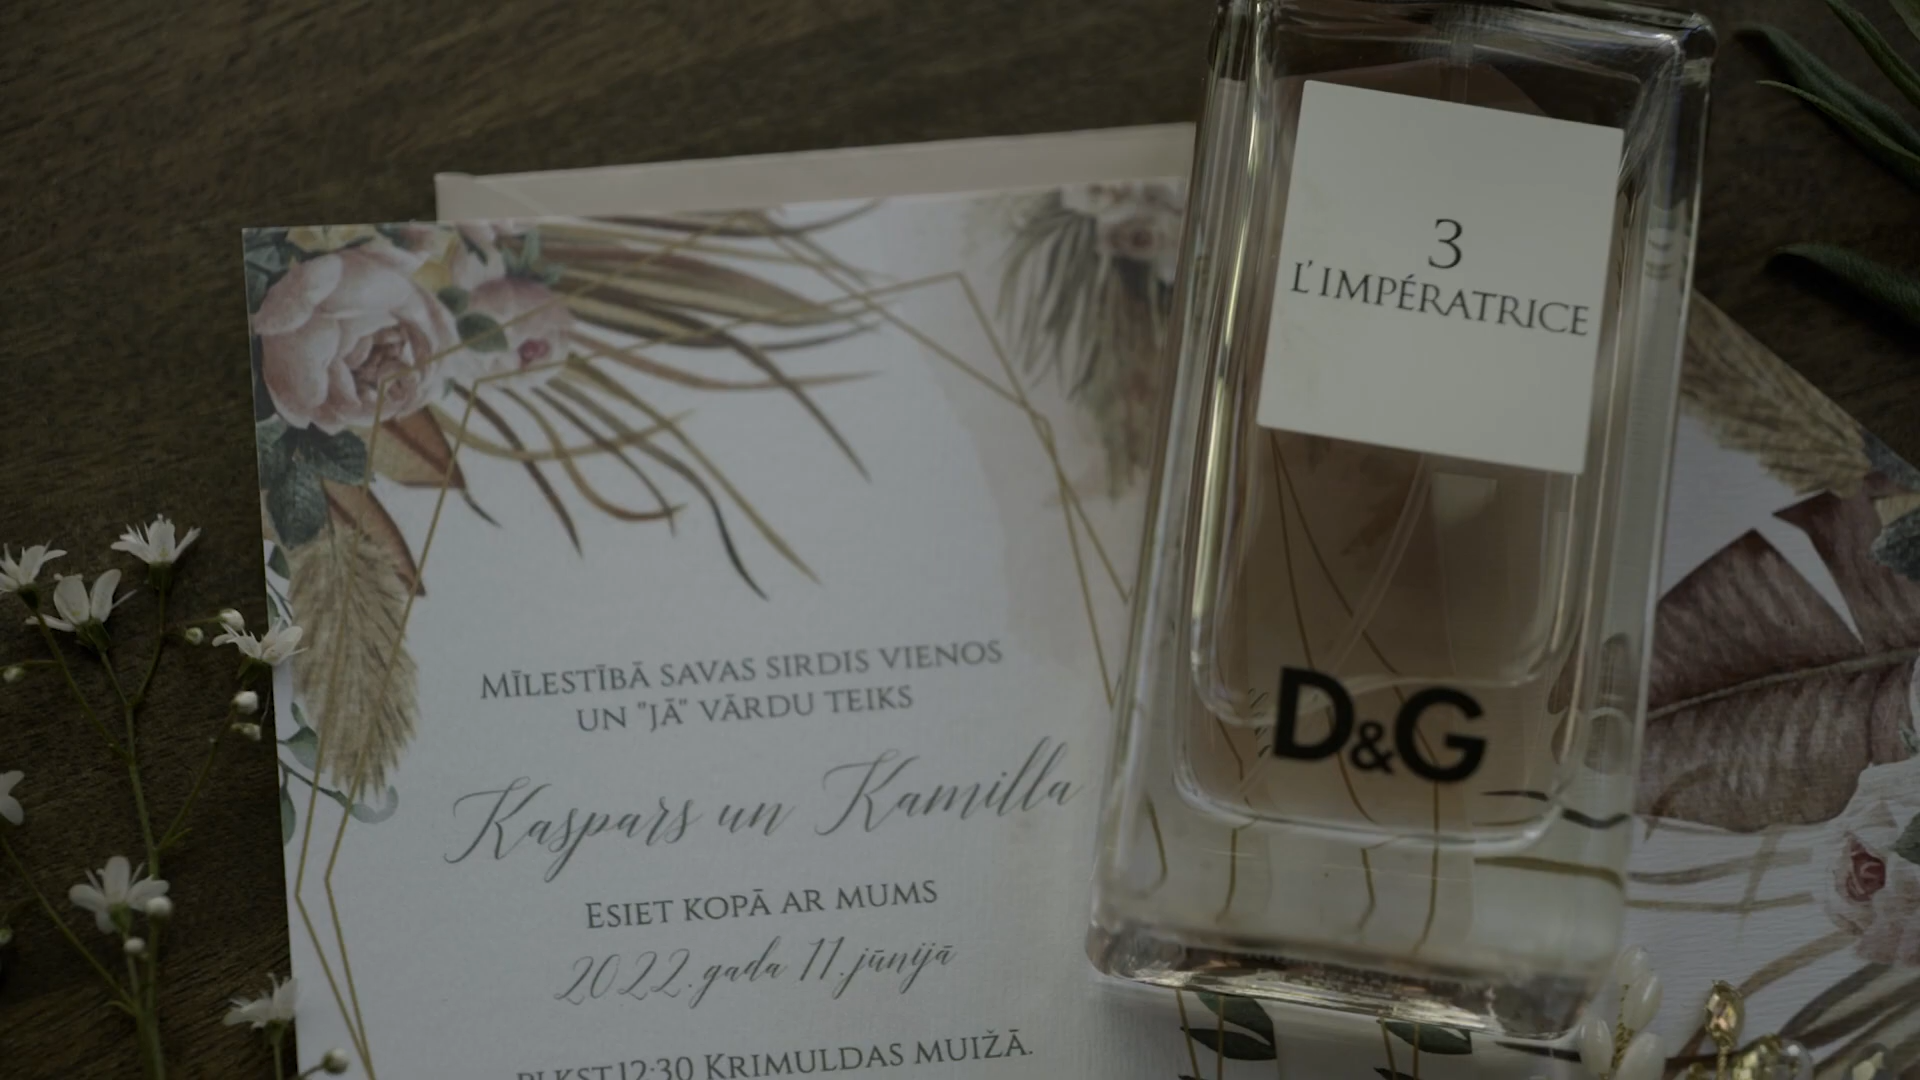 MĪLESTĪBĀ SAVAS SIRDIS VIENOS
UN "JĀ" VĀRDU TEIKS
Kaspars un Kamilla
ESIET KOPĀ AR MUMS
2022.gada 11.jūnijā
PLKST.12:30 KRIMULDAS MUIŽĀ.
3
L'IMPÉRATRICE
D&G